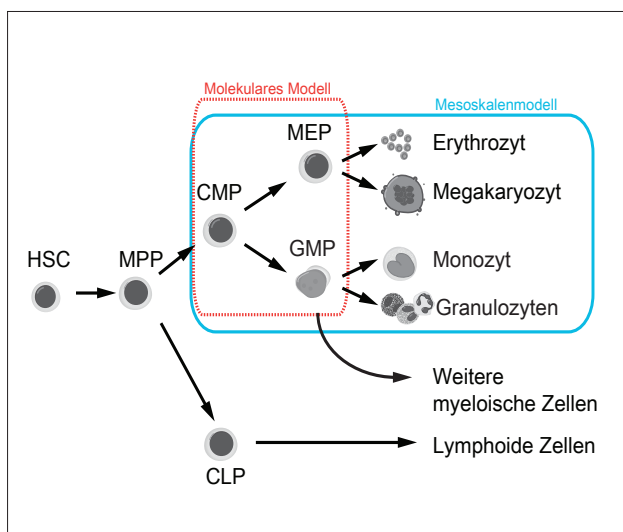 Molekulares Modell
Mesoskalenmodell
MEP
Erythrozyt
CMP
Megakaryozyt
GMP
HSC
MPP
Monozyt
Granulozyten
Weitere
myeloische Zellen
Lymphoide Zellen
CLP